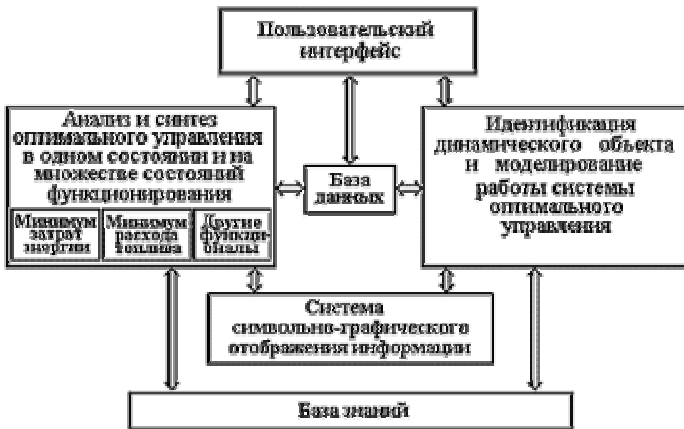 Пользовательский
интерфейс
Анализ и синтез
оптимального управления
в одном состоянии и на
множестве состояний
функционирования
Минимум
затрат
энергии
Минимум
расхода
топлива
Другие
функци-
оналы
База
данных
Идентификация
динамического объекта
и моделирование
работы системы
оптимального
управления
Система
символьно-графического
отображения информации
База знаний